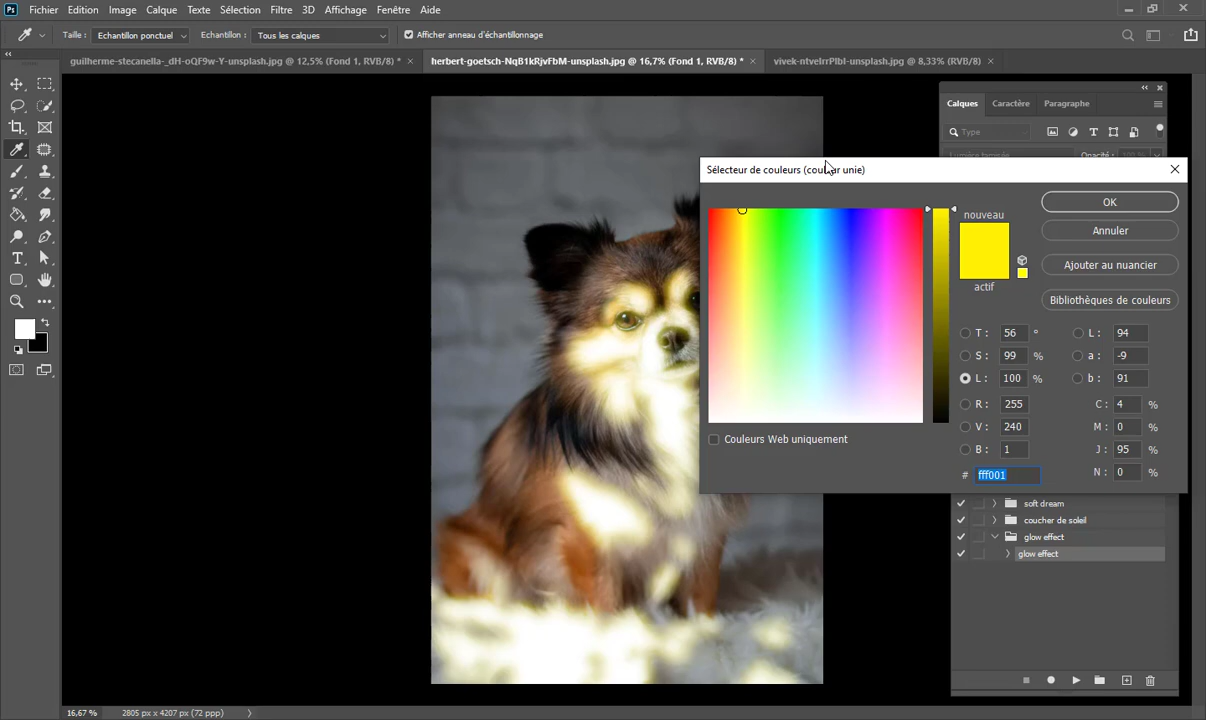 Ps Fichier Edition Image Calque Texte Sélection Filtre 3D Affichage Fenêtre Aide
Taille : Echantillon ponctuel Echantillon : Tous les calques Afficher anneau d'échantillonnage
guilherme-stecanella-_dH-oQF9w-Y-unsplash.jpg @ 12,5% (Fond 1, RVB/8) * × herbert-goetsch-NqB1kRjvFbM-unsplash.jpg @ 16,7% (Fond 1, RVB/8) * × vivek-ntveIrrPlbI-unsplash.jpg @ 8,33% (RVB/8) ×
Calques Caractère Paragraphe
Type
Opacité : 100 %
Sélecteur de couleurs (couleur unie)
nouveau
actif
OK
Annuler
Ajouter au nuancier
Bibliothèques de couleurs
T : 56 ° L : 94
S : 99 % a : -9
L : 100 % b : 91
R : 255 C : 4 %
V : 240 M : 0 %
B : 1 J : 95 %
# fff001 N : 0 %
Couleurs Web uniquement
soft dream
coucher de soleil
glow effect
glow effect
16,67 % 2805 px x 4207 px (72 ppp)